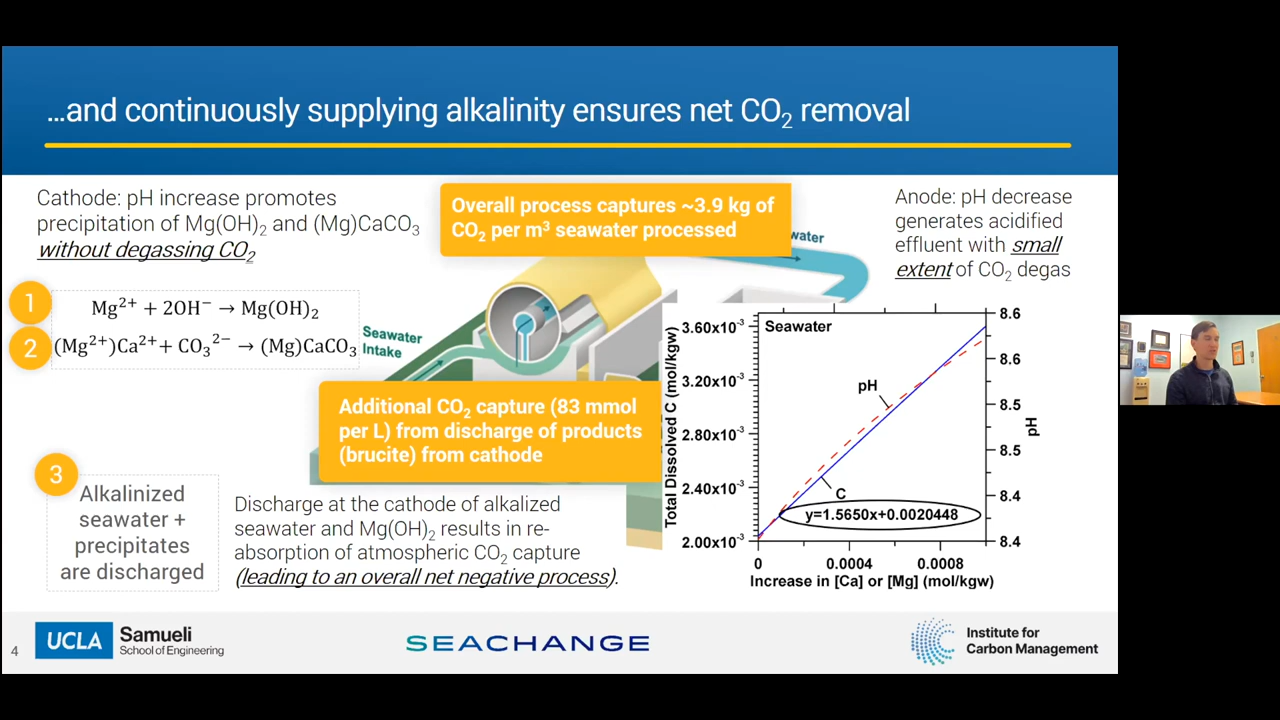 …and continuously supplying alkalinity ensures net CO₂ removal
Cathode: pH increase promotes
precipitation of Mg(OH)₂ and (Mg)CaCO₃
without degassing CO₂
Overall process captures ~3.9 kg of
CO₂ per m³ seawater processed
water
Anode: pH decrease
generates acidified
effluent with small
extent of CO₂ degas
1
Mg²⁺ + 2OH⁻ → Mg(OH)₂
2
(Mg²⁺)Ca²⁺ + CO₃²⁻ → (Mg)CaCO₃
Seawater
Intake
Additional CO₂ capture (83 mmol
per L) from discharge of products
(brucite) from cathode
3
Alkalinized
seawater +
precipitates
are discharged
Discharge at the cathode of alkalized
seawater and Mg(OH)₂ results in re-
absorption of atmospheric CO₂ capture
(leading to an overall net negative process).
Seawater
Total Dissolved C (mol/kgw)
3.60x10⁻³
3.20x10⁻³
2.80x10⁻³
2.40x10⁻³
2.00x10⁻³
pH
C
y=1.5650x+0.0020448
8.6
8.6
8.5
8.5
8.4
8.4
pH
0
0.0004
0.0008
Increase in [Ca] or [Mg] (mol/kgw)
4
UCLA
Samueli
School of Engineering
SEACHANGE
Institute for
Carbon Management